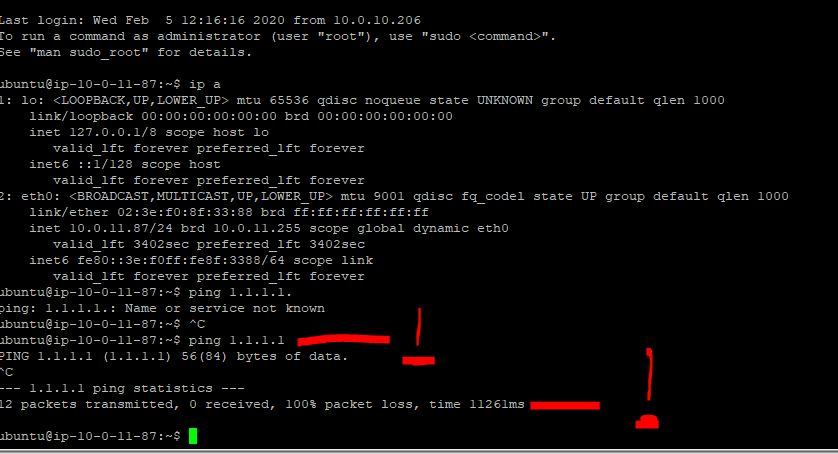 Last login: Wed Feb  5 12:16:16 2020 from 10.0.10.206
To run a command as administrator (user "root"), use "sudo <command>".
See "man sudo_root" for details.
ubuntu@ip-10-0-11-87:~$ ip a
1: lo: <LOOPBACK,UP,LOWER_UP> mtu 65536 qdisc noqueue state UNKNOWN group default qlen 1000
    link/loopback 00:00:00:00:00:00 brd 00:00:00:00:00:00
    inet 127.0.0.1/8 scope host lo
       valid_lft forever preferred_lft forever
    inet6 ::1/128 scope host
       valid_lft forever preferred_lft forever
2: eth0: <BROADCAST,MULTICAST,UP,LOWER_UP> mtu 9001 qdisc fq_codel state UP group default qlen 1000
    link/ether 02:3e:f0:8f:33:88 brd ff:ff:ff:ff:ff:ff
    inet 10.0.11.87/24 brd 10.0.11.255 scope global dynamic eth0
       valid_lft 3402sec preferred_lft 3402sec
    inet6 fe80::3e:f0ff:fe8f:3388/64 scope link
       valid_lft forever preferred_lft forever
ubuntu@ip-10-0-11-87:~$ ping 1.1.1.1.
ping: 1.1.1.1.: Name or service not known
ubuntu@ip-10-0-11-87:~$ ^C
ubuntu@ip-10-0-11-87:~$ ping 1.1.1.1
PING 1.1.1.1 (1.1.1.1) 56(84) bytes of data.
^C
--- 1.1.1.1 ping statistics ---
12 packets transmitted, 0 received, 100% packet loss, time 11261ms
ubuntu@ip-10-0-11-87:~$